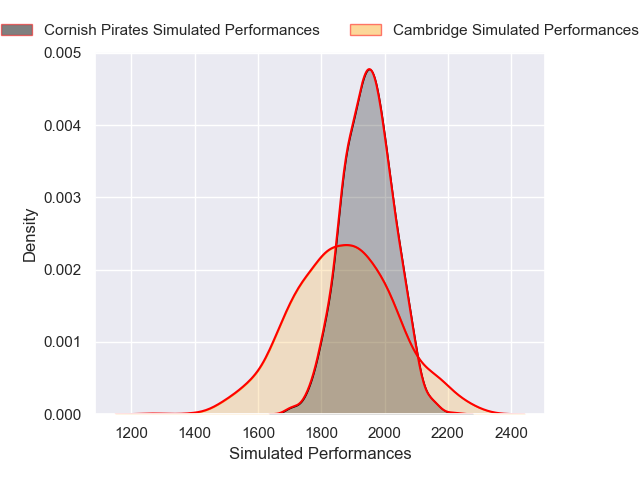 Cornish Pirates Simulated Performances Cambridge Simulated Performances
0.005
0.004
0.003
0.002
0.001
0.000
Density
1200 1400 1600 1800 2000 2200 2400
Simulated Performances